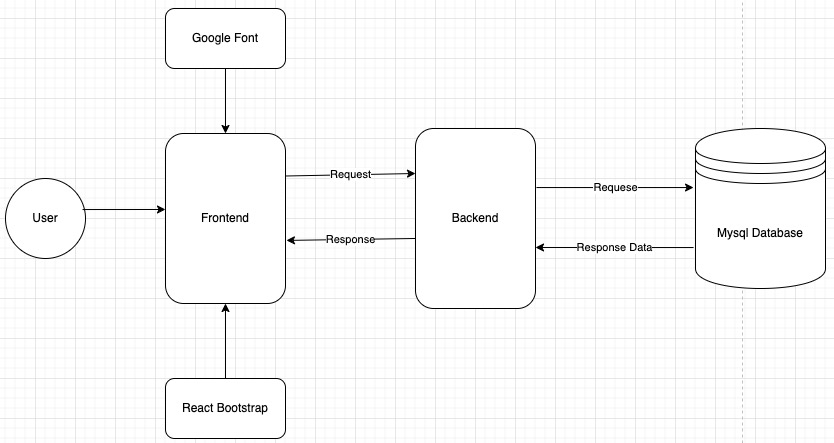 Google Font
Request
User
Frontend
Backend
Requese
Mysql Database
Response
Response Data
React Bootstrap